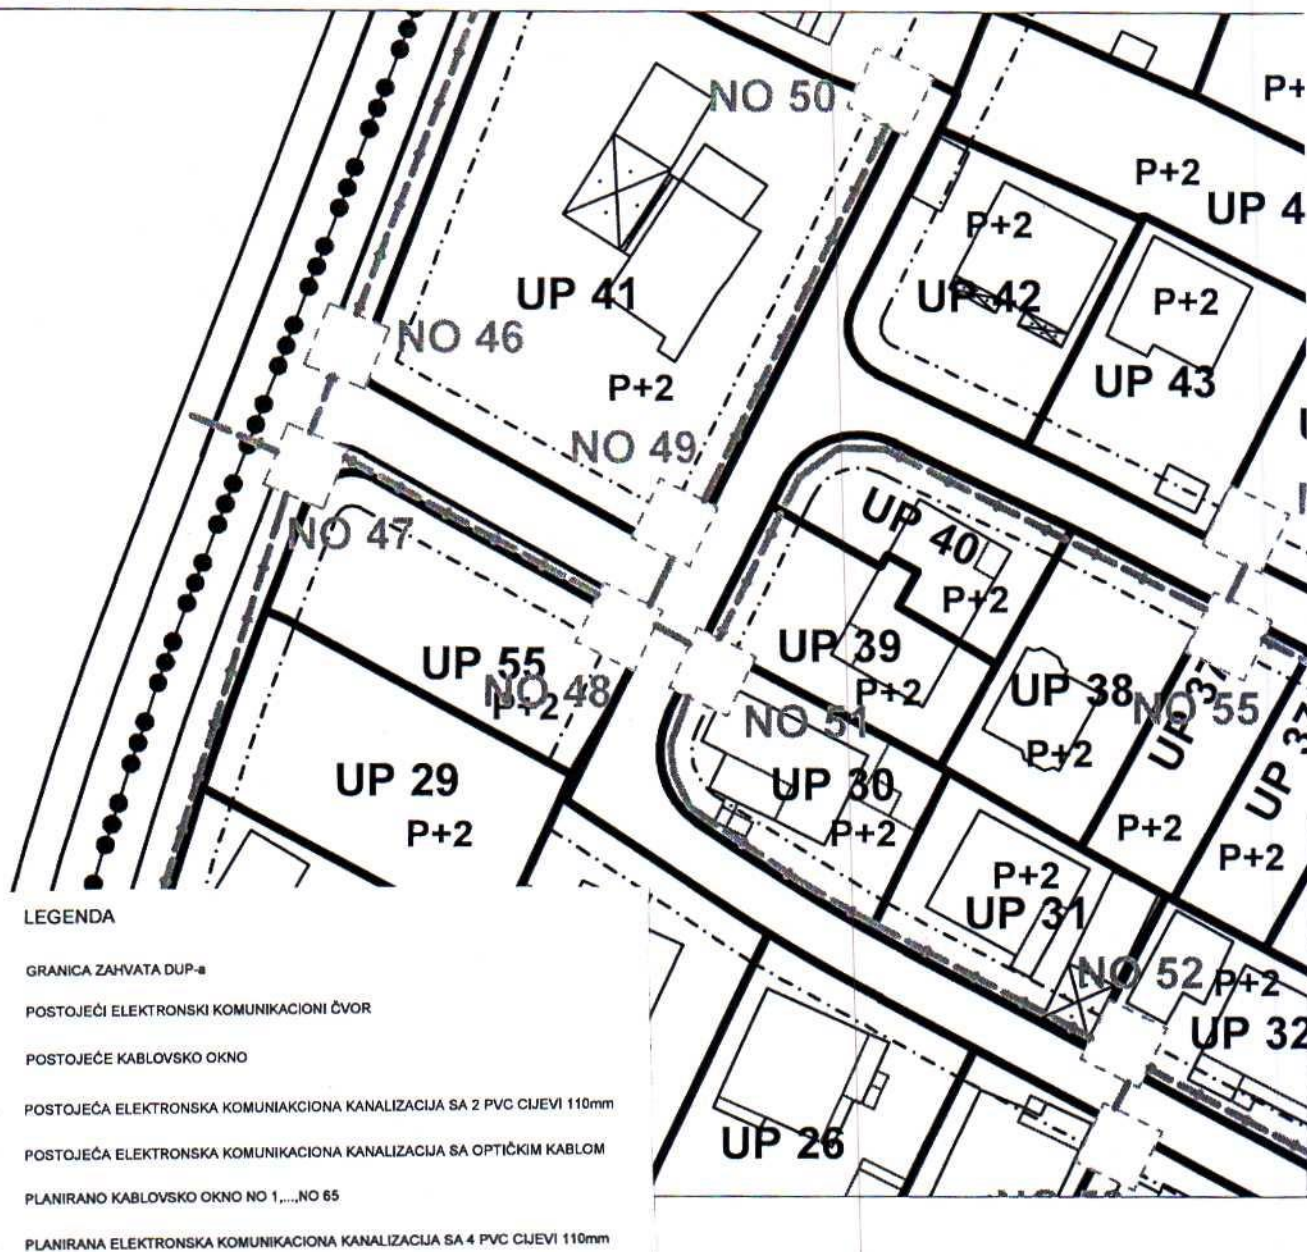 NO 50
P+
P+2
UP 4
P+2
UP 41
UP 42
P+2
NO 46
UP 43
P+2
NO 49
UP 40
NO 47
P+2
UP 39
UP 55
UP 38
NO 48
P+2
P+2
NO 55
NO 51
UP 37
P+2
UP 29
UP 30
P+2
P+2
P+2
P+2
P+2
UP 31
LEGENDA
NO 52
P+2
GRANICA ZAHVATA DUP-a
POSTOJEĆI ELEKTRONSKI KOMUNIKACIONI ČVOR
UP 32
POSTOJEĆE KABLOVSKO OKNO
POSTOJEĆA ELEKTRONSKA KOMUNIAKCIONA KANALIZACIJA SA 2 PVC CIJEVI 110mm
UP 26
POSTOJEĆA ELEKTRONSKA KOMUNIKACIONA KANALIZACIJA SA OPTIČKIM KABLOM
PLANIRANO KABLOVSKO OKNO NO 1,...,NO 65
PLANIRANA ELEKTRONSKA KOMUNIKACIONA KANALIZACIJA SA 4 PVC CIJEVI 110mm